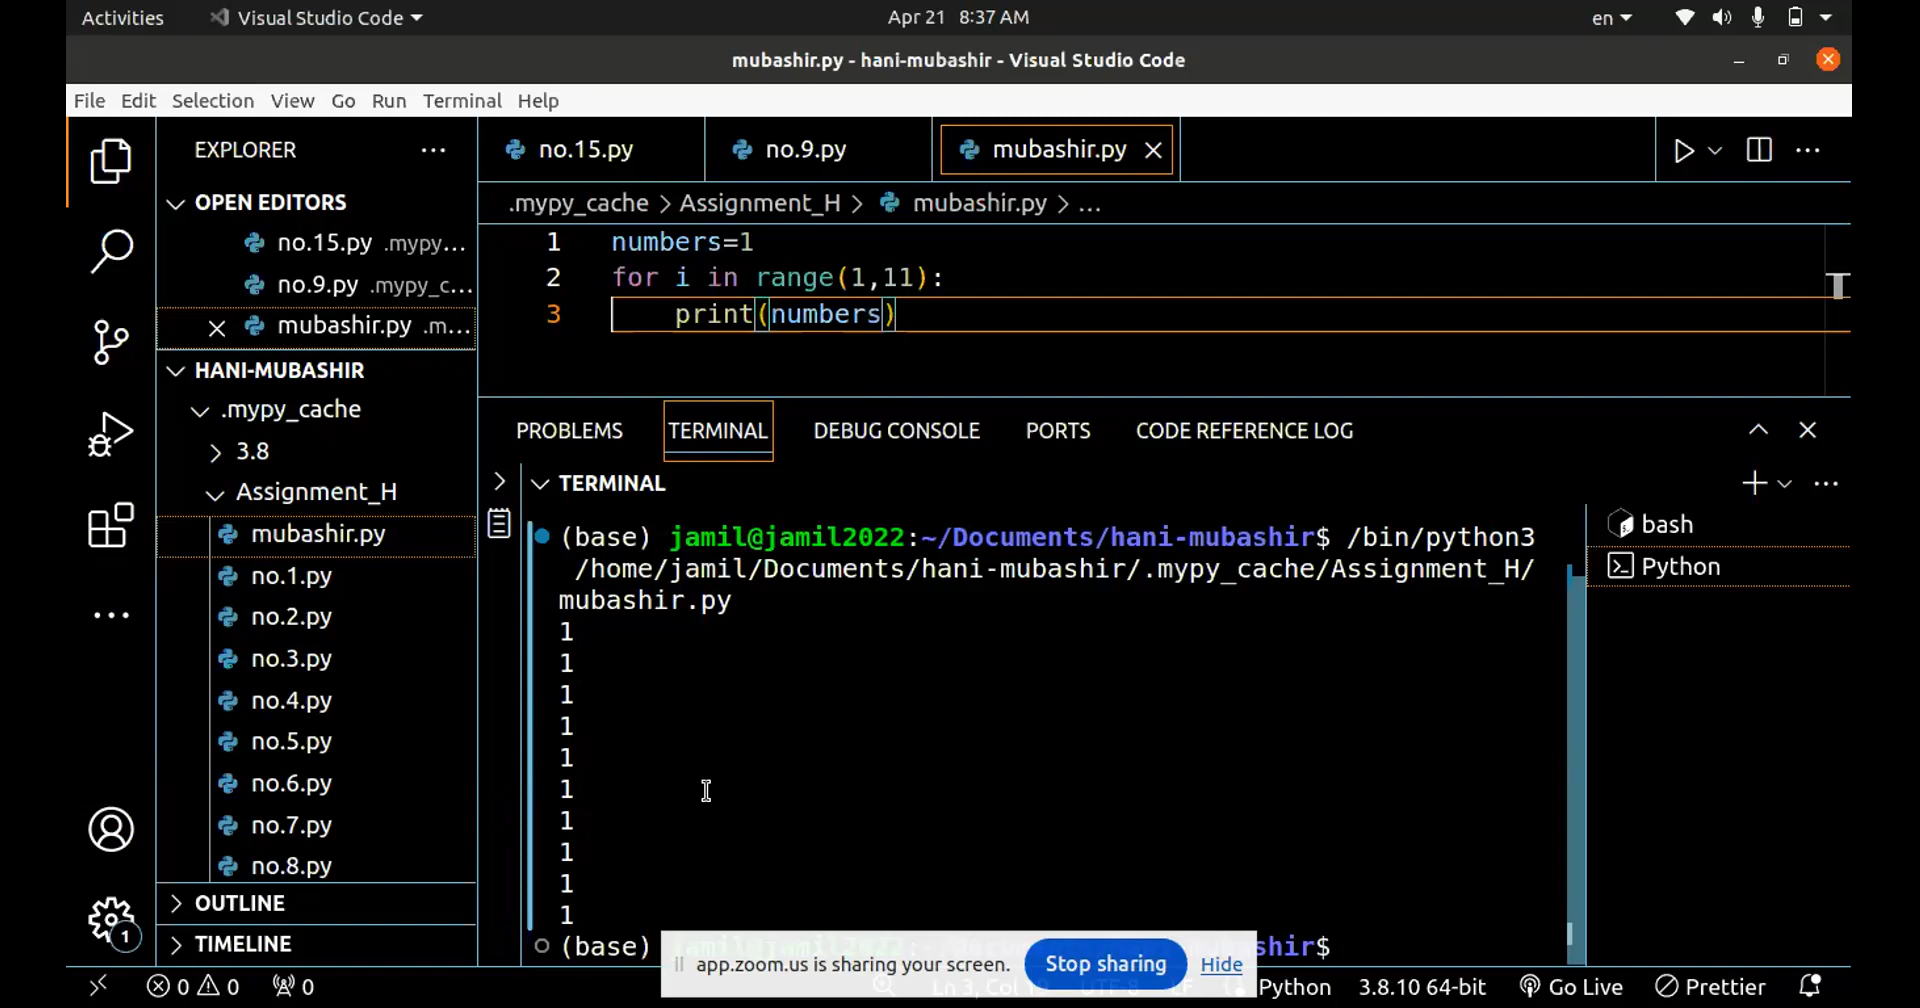 Activities Visual Studio Code Apr 21 8:37 AM en
mubashir.py - hani-mubashir - Visual Studio Code
File Edit Selection View Go Run Terminal Help
EXPLORER
OPEN EDITORS
no.15.py .mypy...
no.9.py .mypy_c...
mubashir.py .m...
HANI-MUBASHIR
.mypy_cache
3.8
Assignment_H
mubashir.py
no.1.py
no.2.py
no.3.py
no.4.py
no.5.py
no.6.py
no.7.py
no.8.py
OUTLINE
TIMELINE
no.15.py no.9.py mubashir.py
.mypy_cache > Assignment_H > mubashir.py > ...
1 numbers=1
2 for i in range(1,11):
3 print(numbers)
PROBLEMS TERMINAL DEBUG CONSOLE PORTS CODE REFERENCE LOG
TERMINAL
(base) jamil@jamil2022:~/Documents/hani-mubashir$ /bin/python3
/home/jamil/Documents/hani-mubashir/.mypy_cache/Assignment_H/
mubashir.py
1
1
1
1
1
1
1
1
1
1
(base) shir$
bash
Python
app.zoom.us is sharing your screen. Stop sharing Hide
1
0 0 0 Python 3.8.10 64-bit Go Live Prettier